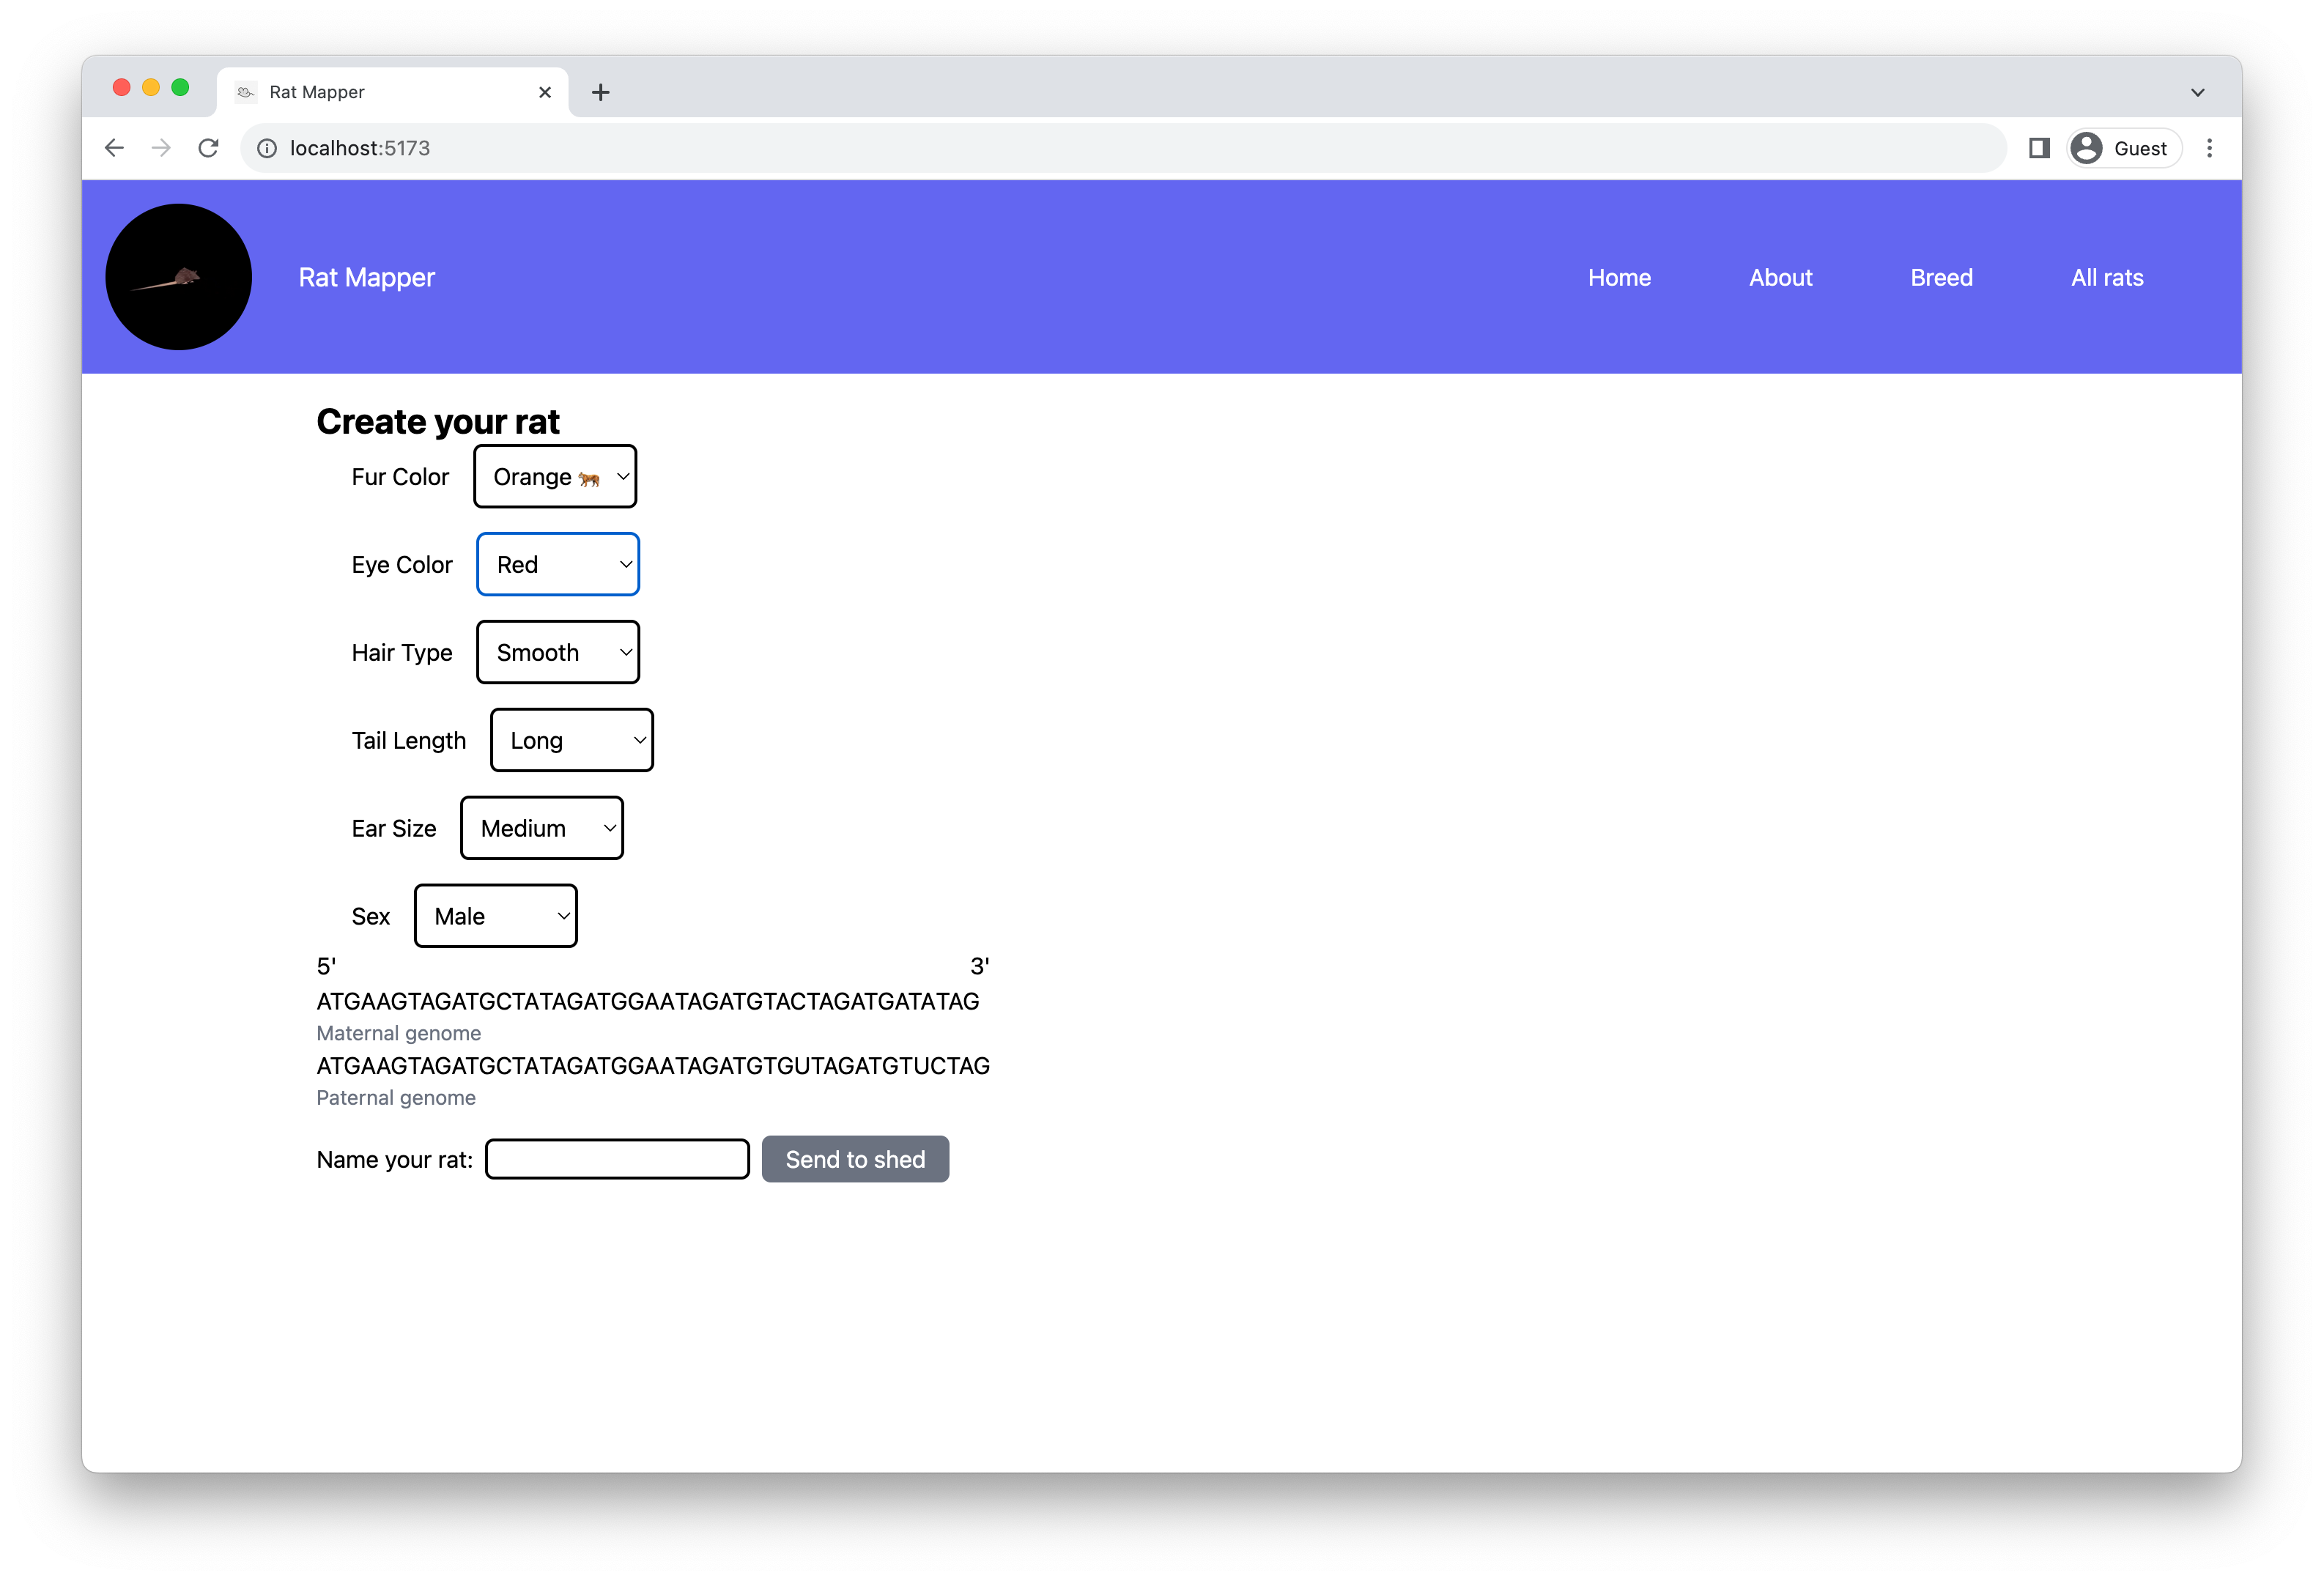 Rat Mapper
localhost:5173
Guest
Rat Mapper
Home
About
Breed
All rats
Create your rat
Fur Color
Orange 🐅
Eye Color
Red
Hair Type
Smooth
Tail Length
Long
Ear Size
Medium
Sex
Male
5' 3'
ATGAAGTAGATGCTATAGATGGAATAGATGTACTAGATGATATAG
Maternal genome
ATGAAGTAGATGCTATAGATGGAATAGATGTGUTAGATGTUCTAG
Paternal genome
Name your rat:
Send to shed